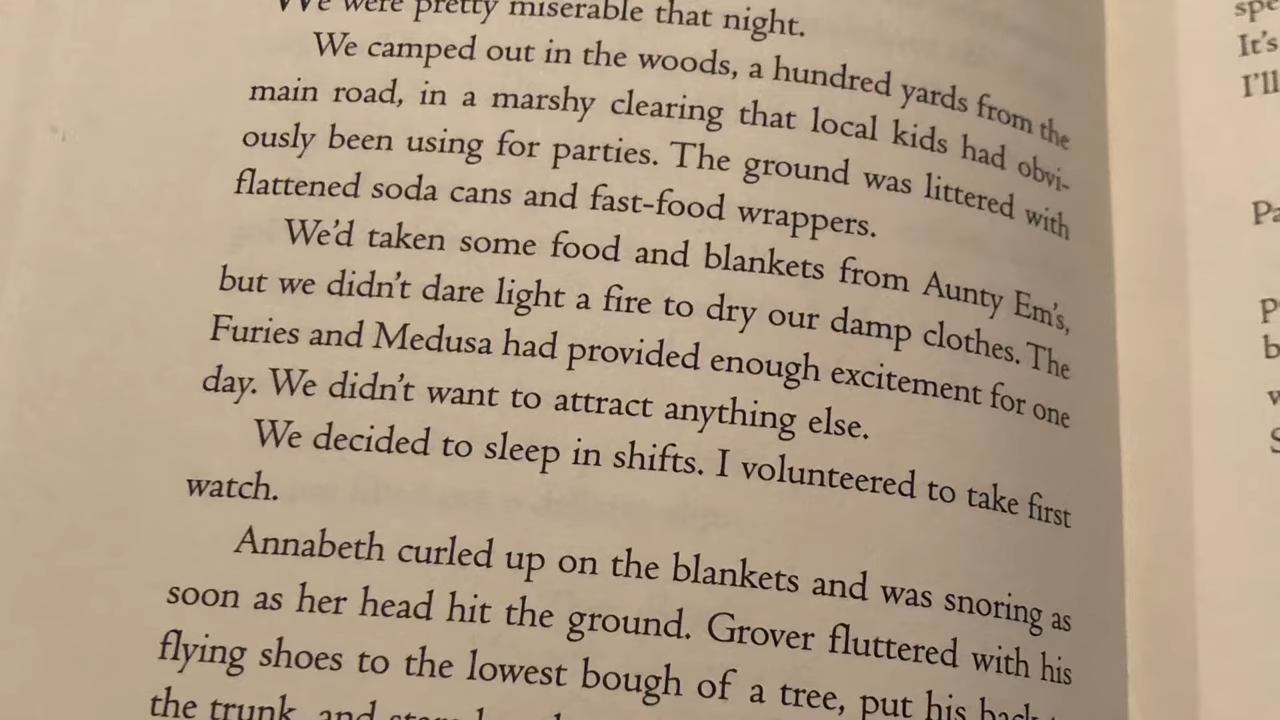 We were pretty miserable that night.
We camped out in the woods, a hundred yards from the
main road, in a marshy clearing that local kids had obvi-
ously been using for parties. The ground was littered with
flattened soda cans and fast-food wrappers.
We'd taken some food and blankets from Aunty Em's,
but we didn't dare light a fire to dry our damp clothes. The
Furies and Medusa had provided enough excitement for one
day. We didn't want to attract anything else.
We decided to sleep in shifts. I volunteered to take first
watch.
Annabeth curled up on the blankets and was snoring as
soon as her head hit the ground. Grover fluttered with his
flying shoes to the lowest bough of a tree, put his back
the trunk, and
spe
It's
I'll
Pa
P
b
w
S